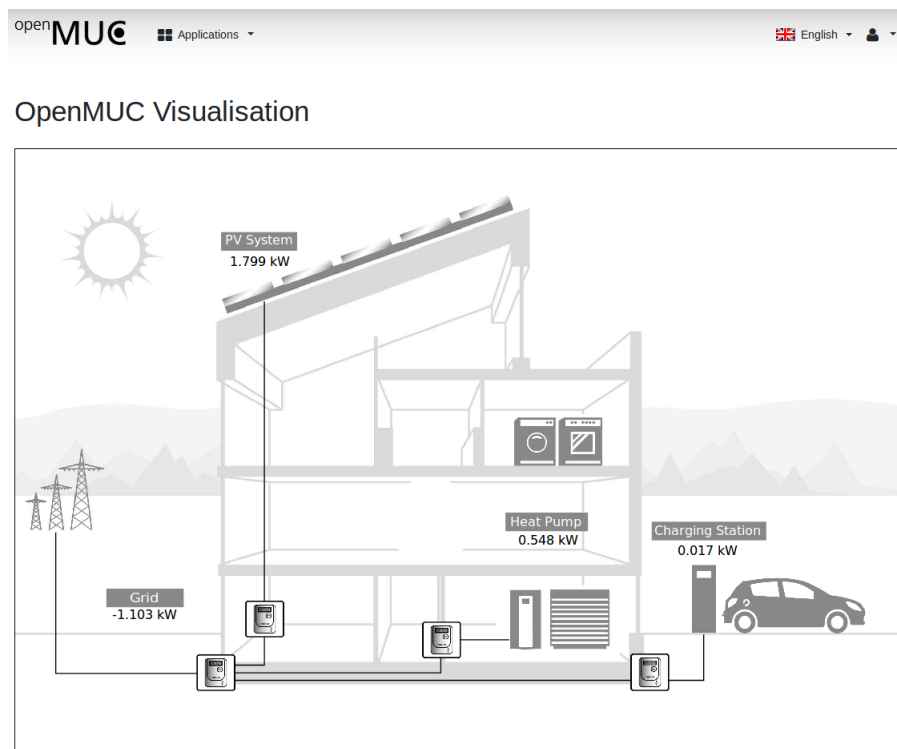 openMUC Applications English
OpenMUC Visualisation
PV System
1.799 kW
Heat Pump
0.548 kW
Charging Station
0.017 kW
Grid
-1.103 kW